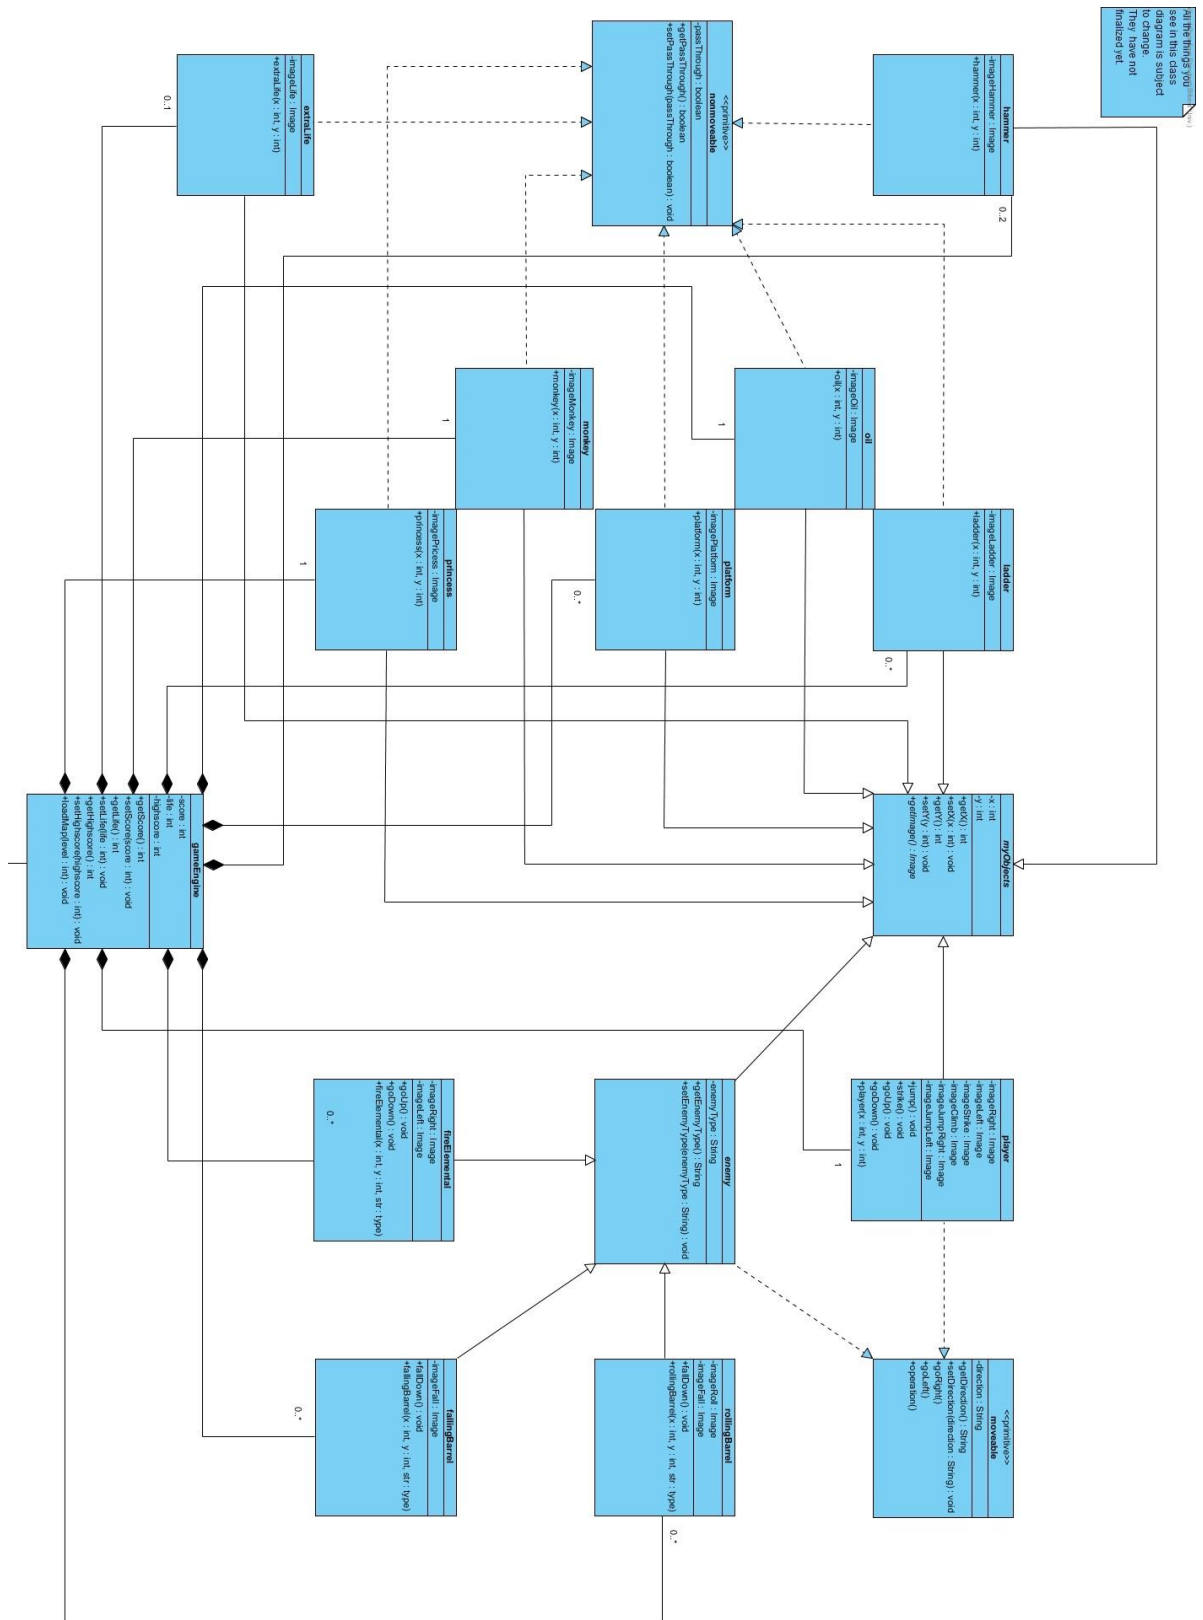 All the things you
see in this class
diagram is subject
to change.
They have not
finalized yet.
hammer
-imageHammer : Image
+hammer(x : int, y : int)
0..2
<<primitive>>
nonmoveable
-passThrough : boolean
+getPassThrough() : boolean
+setPassThrough(passThrough : boolean) : void
extraLife
-imageLife : Image
+extraLife(x : int, y : int)
0..1
oil
-imageOil : Image
+oil(x : int, y : int)
1
monkey
-imageMonkey : Image
+monkey(x : int, y : int)
1
ladder
-imageLadder : Image
+ladder(x : int, y : int)
0..*
platform
-imagePlatform : Image
+platform(x : int, y : int)
0..*
princess
-imagePricess : Image
+princess(x : int, y : int)
1
myObjects
-x : int
-y : int
+getX() : int
+setX(x : int) : void
+getY() : int
+setY(y : int) : void
+getImage() : Image
gameEngine
-score : int
-life : int
-highscore : int
+getScore() : int
+setScore(score : int) : void
+getLife() : int
+setLife(life : int) : void
+getHighscore() : int
+setHighscore(highscore : int) : void
+loadMap(level : int) : void
player
-imageRight : Image
-imageLeft : Image
-imageStrike : Image
-imageClimb : Image
-imageJumpRight : Image
-imageJumpLeft : Image
+jump() : void
+strike() : void
+goUp() : void
+goDown() : void
+player(x : int, y : int)
1
enemy
-enemyType : String
+getEnemyType() : String
+setEnemyType(enemyType : String) : void
fireElemental
-imageRight : Image
-imageLeft : Image
+goUp() : void
+goDown() : void
+fireElemental(x : int, y : int, str : type)
0..*
<<primitive>>
moveable
-direction : String
+getDirection() : String
+setDirection(direction : String) : void
+goRight()
+goLeft()
+operation()
rollingBarrel
-imageRoll : Image
-imageFall : Image
+fallDown() : void
+rollingBarrel(x : int, y : int, str : type)
0..*
fallingBarrel
-imageFall : Image
+fallDown() : void
+fallingBarrel(x : int, y : int, str : type)
0..*